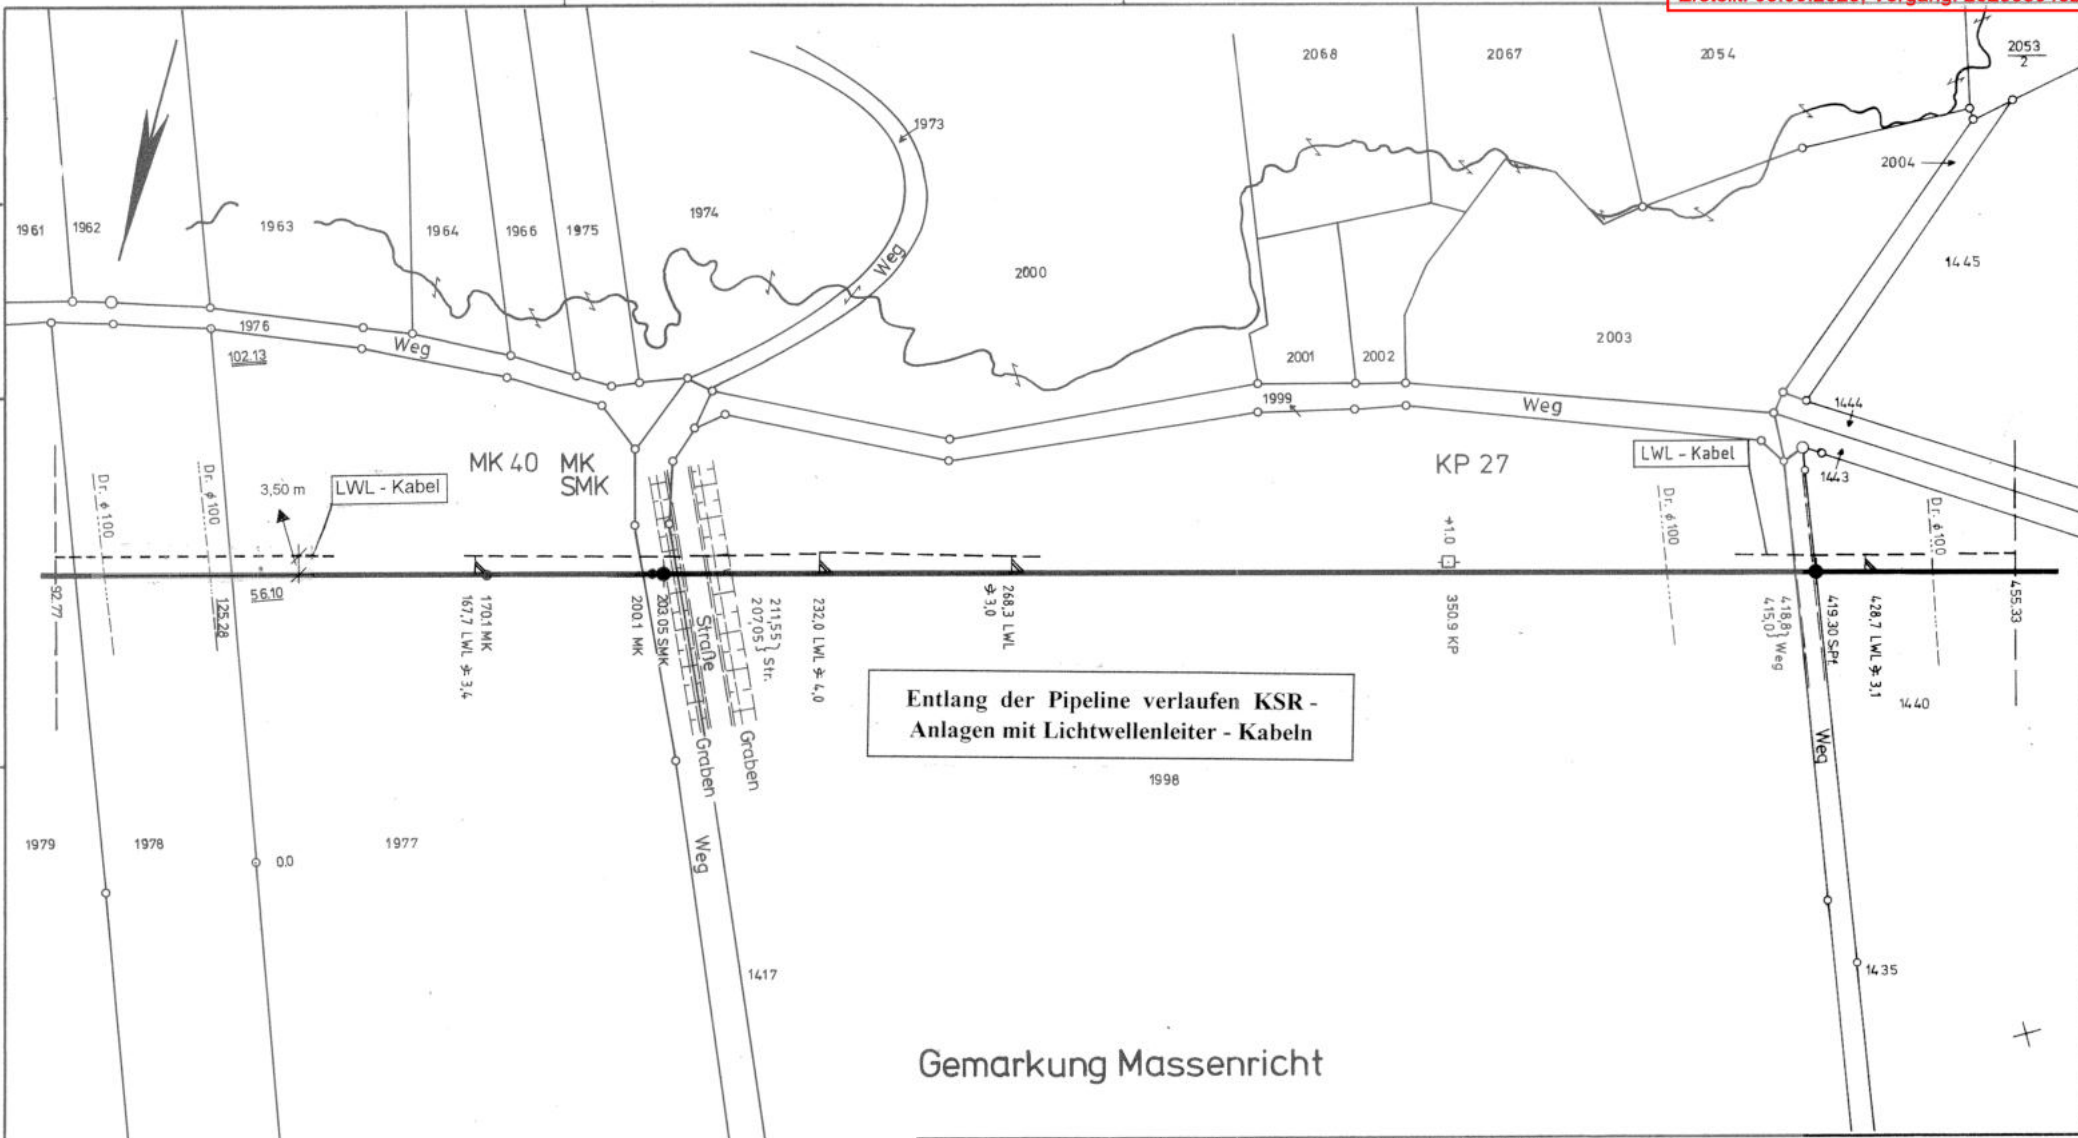 2068
2067
2054
2053
2
1973
2004
1961
1962
1963
1964
1966
1975
1974
Weg
2000
1445
1976
Weg
102.13
2001
2002
2003
1999
Weg
1444
MK 40
MK
SMK
KP 27
LWL - Kabel
1443
Dr. ϕ 100
Dr. ϕ 100
3,50 m
LWL - Kabel
Dr. ϕ 100
Dr. ϕ 100
1.0
92.77
125.28
56.10
167,7 LWL ∢ 3,4
170.1 MK
200.1 MK
203.05 SMK
Straße
207,05} Str.
211,55}
232,0 LWL ∢ 4,0
∢ 3,0
268,3 LWL
350.9 KP
415,0} Weg
418,8}
419.30 S.Pf.
428,7 LWL ∢ 3,1
455.33
1440
Entlang der Pipeline verlaufen KSR -
Anlagen mit Lichtwellenleiter - Kabeln
Graben
Graben
Weg
1998
1979
1978
0.0
1977
Weg
1417
1435
Gemarkung Massenricht